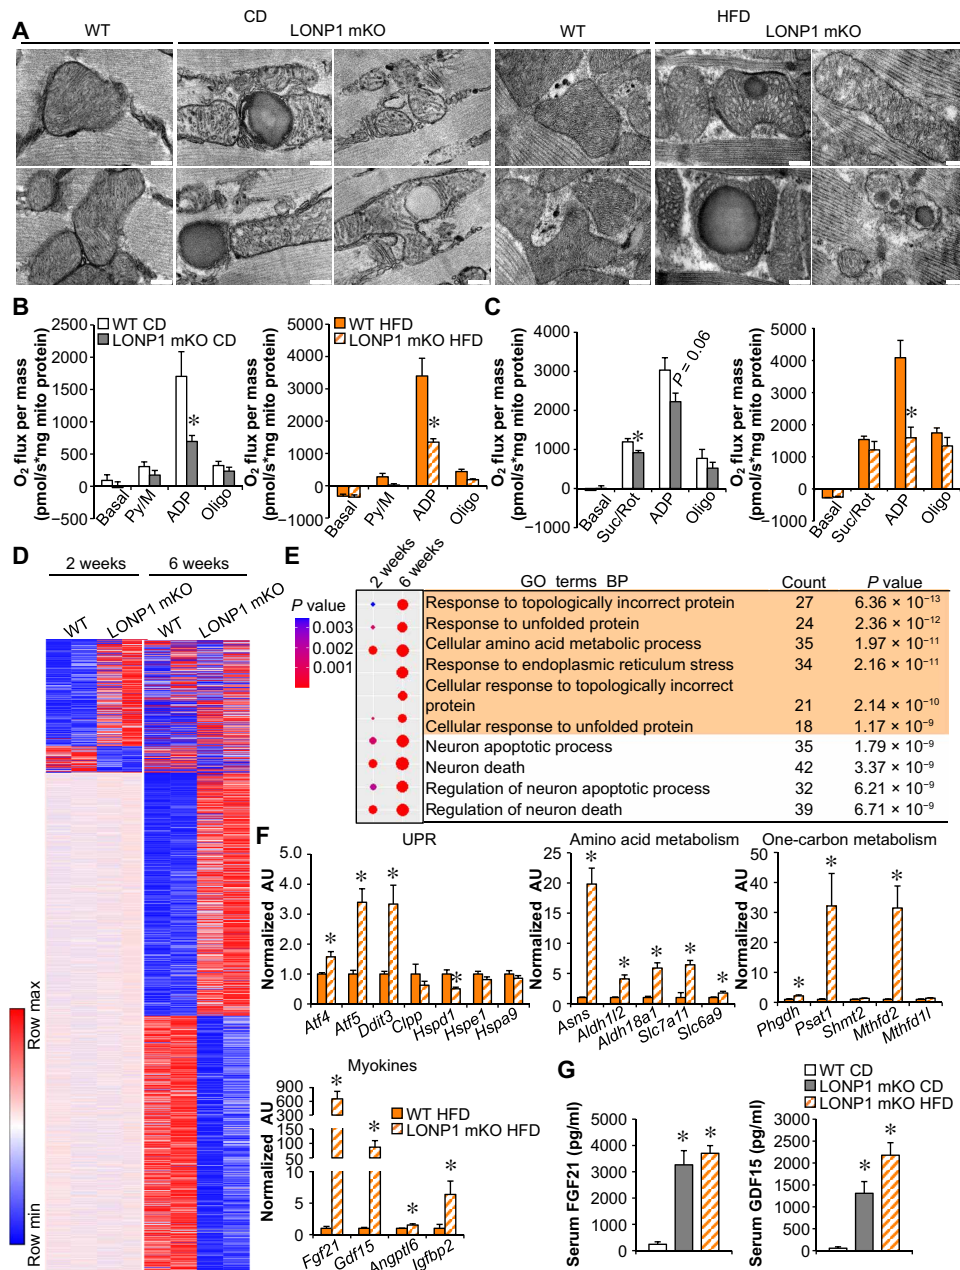 A
CD
HFD
WT
LONP1 mKO
WT
LONP1 mKO
B
C
WT CD
LONP1 mKO CD
WT HFD
LONP1 mKO HFD
O2 flux per mass
(pmol/s*mg mito protein)
2500
2000
1500
1000
500
0
−500
*
Basal
Py/M
ADP
Oligo
O2 flux per mass
(pmol/s*mg mito protein)
5000
4000
3000
2000
1000
0
−1000
*
Basal
Py/M
ADP
Oligo
O2 flux per mass
(pmol/s*mg mito protein)
4000
3000
2000
1000
0
−1000
*
P = 0.06
Basal
Suc/Rot
ADP
Oligo
O2 flux per mass
(pmol/s*mg mito protein)
5000
4000
3000
2000
1000
0
−1000
*
Basal
Suc/Rot
ADP
Oligo
D
2 weeks
6 weeks
WT
LONP1 mKO
WT
LONP1 mKO
Row max
Row min
E
2 weeks
6 weeks
P value
0.003
0.002
0.001
GO terms BP Count P value
Response to topologically incorrect protein 27 6.36 × 10−13
Response to unfolded protein 24 2.36 × 10−12
Cellular amino acid metabolic process 35 1.97 × 10−11
Response to endoplasmic reticulum stress 34 2.16 × 10−11
Cellular response to topologically incorrect
protein 21 2.14 × 10−10
Cellular response to unfolded protein 18 1.17 × 10−9
Neuron apoptotic process 35 1.79 × 10−9
Neuron death 42 3.37 × 10−9
Regulation of neuron apoptotic process 32 6.21 × 10−9
Regulation of neuron death 39 6.71 × 10−9
F
UPR
Normalized AU
5.0
4.0
3.0
2.0
1.0
0
* * * *
Atf4
Atf5
Ddit3
Clpp
Hspd1
Hspe1
Hspa9
Amino acid metabolism
Normalized AU
25
20
15
10
5
0
* * * * *
Asns
Aldh1l2
Aldh18a1
Slc7a11
Slc6a9
One-carbon metabolism
Normalized AU
50
40
30
20
10
0
* * *
Phgdh
Psat1
Shmt2
Mthfd2
Mthfd1l
Myokines
Normalized AU
900
600
300
150
100
50
10
5
0
* * * *
Fgf21
Gdf15
Angptl6
Igfbp2
WT HFD
LONP1 mKO HFD
G
WT CD
LONP1 mKO CD
LONP1 mKO HFD
Serum FGF21 (pg/ml)
5000
4000
3000
2000
1000
0
* *
Serum GDF15 (pg/ml)
3000
2500
2000
1500
1000
500
0
* *